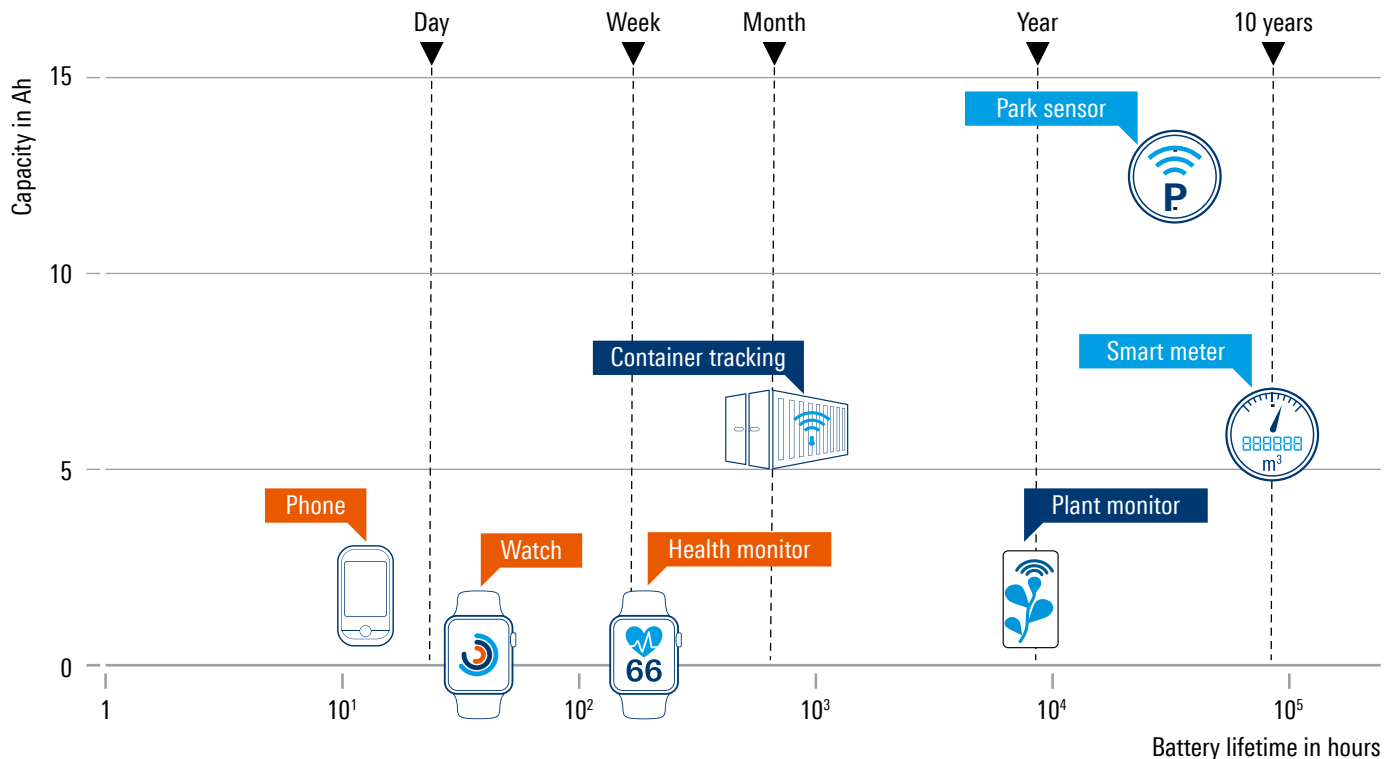 Day
Week
Month
Year
10 years
Capacity in Ah
15
Park sensor
P
10
Container tracking
Smart meter
888888
m³
5
Phone
Watch
Health monitor
Plant monitor
66
0
1
10¹
10²
10³
10⁴
10⁵
Battery lifetime in hours